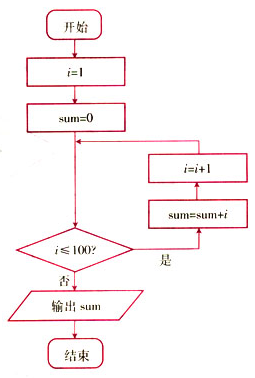 开始
i=1
sum=0
i=i+1
sum=sum+i
i≤100?
是
否
输出 sum
结束